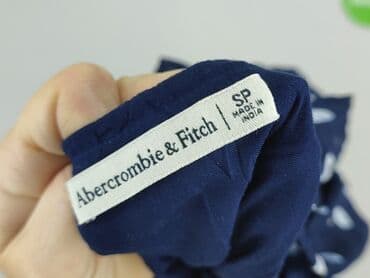 Abercrombie & Fitch
SP
MADE IN
INDIA